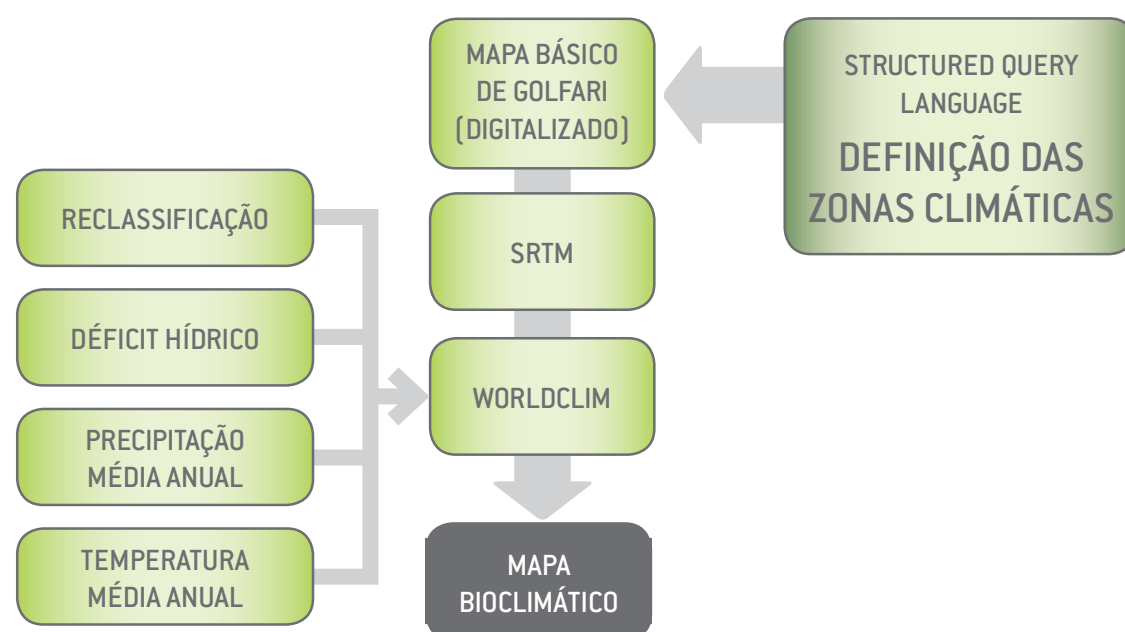 MAPA BÁSICO
DE GOLFARI
(DIGITALIZADO)
STRUCTURED QUERY
LANGUAGE
DEFINIÇÃO DAS
ZONAS CLIMÁTICAS
RECLASSIFICAÇÃO
SRTM
DÉFICIT HÍDRICO
WORLDCLIM
PRECIPITAÇÃO
MÉDIA ANUAL
TEMPERATURA
MÉDIA ANUAL
MAPA
BIOCLIMÁTICO